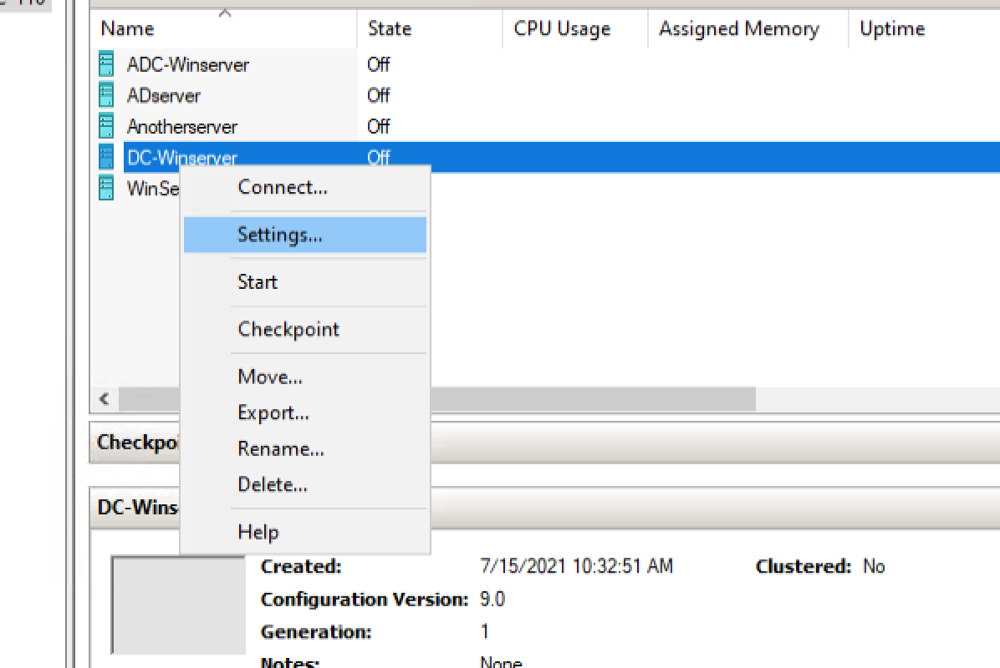 Name State CPU Usage Assigned Memory Uptime
ADC-Winserver Off
ADserver Off
Anotherserver Off
DC-Winserver Off
WinSe
Connect...
Settings...
Start
Checkpoint
Move...
Export...
Rename...
Delete...
Help
Checkpoi
DC-Wins
Created: 7/15/2021 10:32:51 AM Clustered: No
Configuration Version: 9.0
Generation: 1
Notes: None